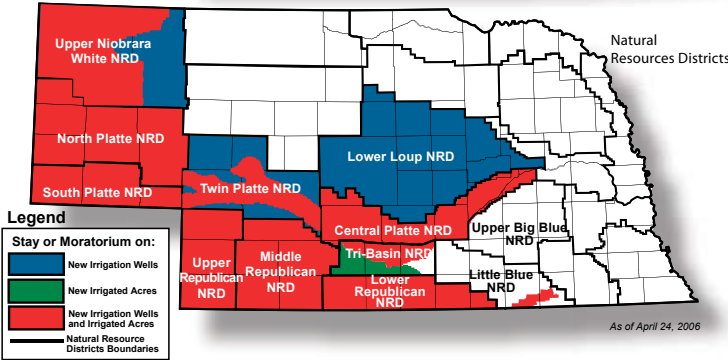 Upper Niobrara
White NRD
Natural
Resources Districts
North Platte NRD
Lower Loup NRD
South Platte NRD
Twin Platte NRD
Central Platte NRD
Upper Big Blue
NRD
Tri-Basin NRD
Upper
Republican
NRD
Middle
Republican
NRD
Lower
Republican
NRD
Little Blue
NRD
Legend
Stay or Moratorium on:
New Irrigation Wells
New Irrigated Acres
New Irrigation Wells
and Irrigated Acres
Natural Resource
Districts Boundaries
As of April 24, 2006